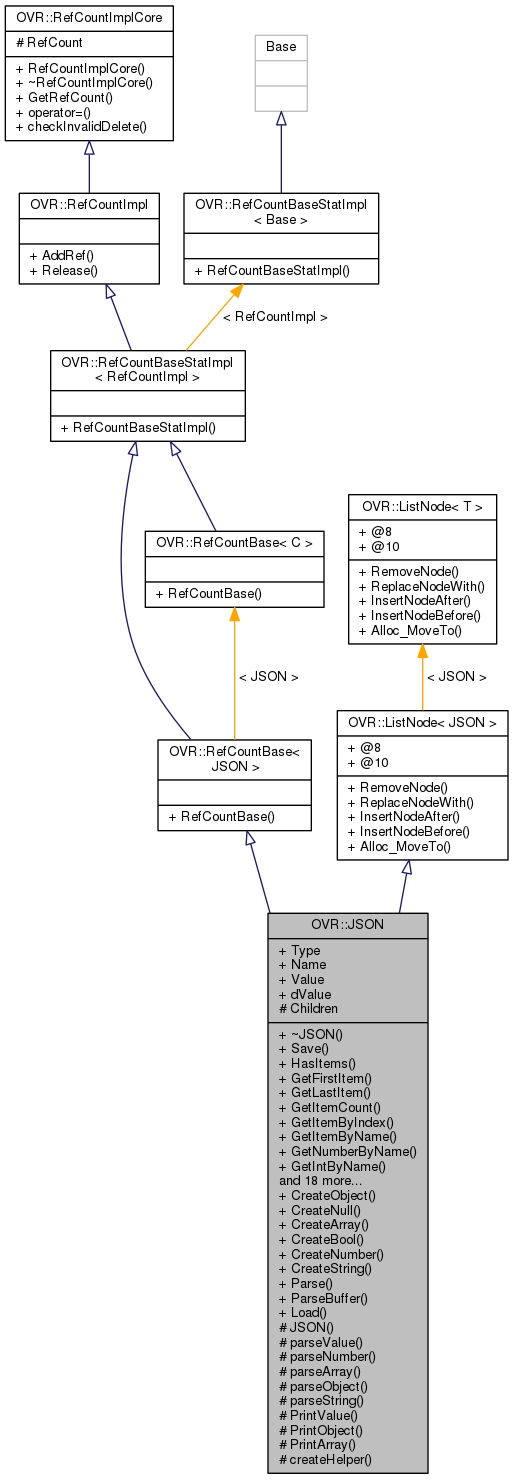 OVR::RefCountImplCore
# RefCount
+ RefCountImplCore()
+ ~RefCountImplCore()
+ GetRefCount()
+ operator=()
+ checkInvalidDelete()
Base
OVR::RefCountImpl
+ AddRef()
+ Release()
OVR::RefCountBaseStatImpl
< Base >
+ RefCountBaseStatImpl()
< RefCountImpl >
OVR::RefCountBaseStatImpl
< RefCountImpl >
+ RefCountBaseStatImpl()
OVR::RefCountBase< C >
+ RefCountBase()
OVR::ListNode< T >
+ @8
+ @10
+ RemoveNode()
+ ReplaceNodeWith()
+ InsertNodeAfter()
+ InsertNodeBefore()
+ Alloc_MoveTo()
< JSON >
< JSON >
OVR::RefCountBase<
JSON >
+ RefCountBase()
OVR::ListNode< JSON >
+ @8
+ @10
+ RemoveNode()
+ ReplaceNodeWith()
+ InsertNodeAfter()
+ InsertNodeBefore()
+ Alloc_MoveTo()
OVR::JSON
+ Type
+ Name
+ Value
+ dValue
# Children
+ ~JSON()
+ Save()
+ HasItems()
+ GetFirstItem()
+ GetLastItem()
+ GetItemCount()
+ GetItemByIndex()
+ GetItemByName()
+ GetNumberByName()
+ GetIntByName()
and 18 more...
+ CreateObject()
+ CreateNull()
+ CreateArray()
+ CreateBool()
+ CreateNumber()
+ CreateString()
+ Parse()
+ ParseBuffer()
+ Load()
# JSON()
# parseValue()
# parseNumber()
# parseArray()
# parseObject()
# parseString()
# PrintValue()
# PrintObject()
# PrintArray()
# createHelper()